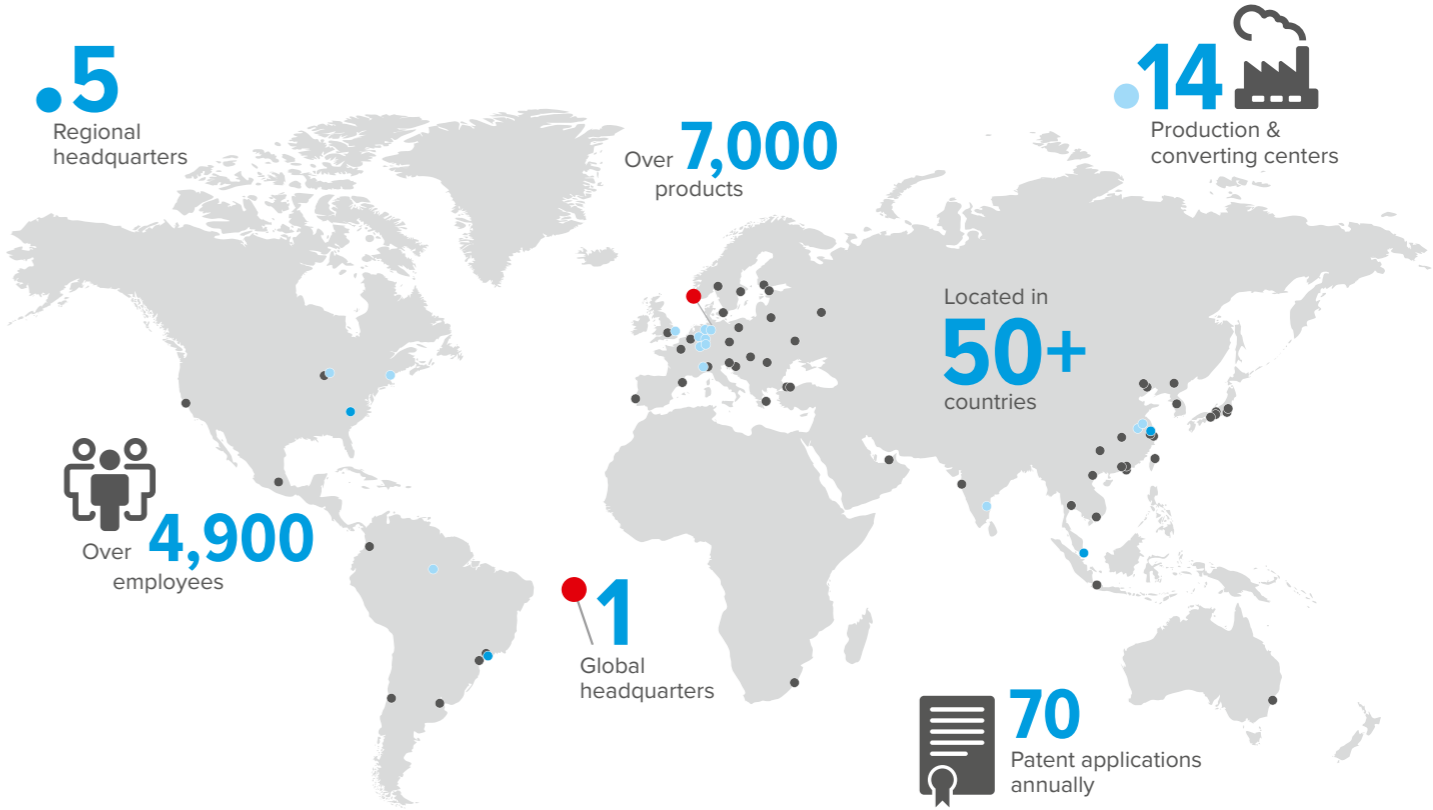 5
Regional
headquarters
14
Production &
converting centers
Over 7,000
products
Located in
50+
countries
Over 4,900
employees
1
Global
headquarters
70
Patent applications
annually